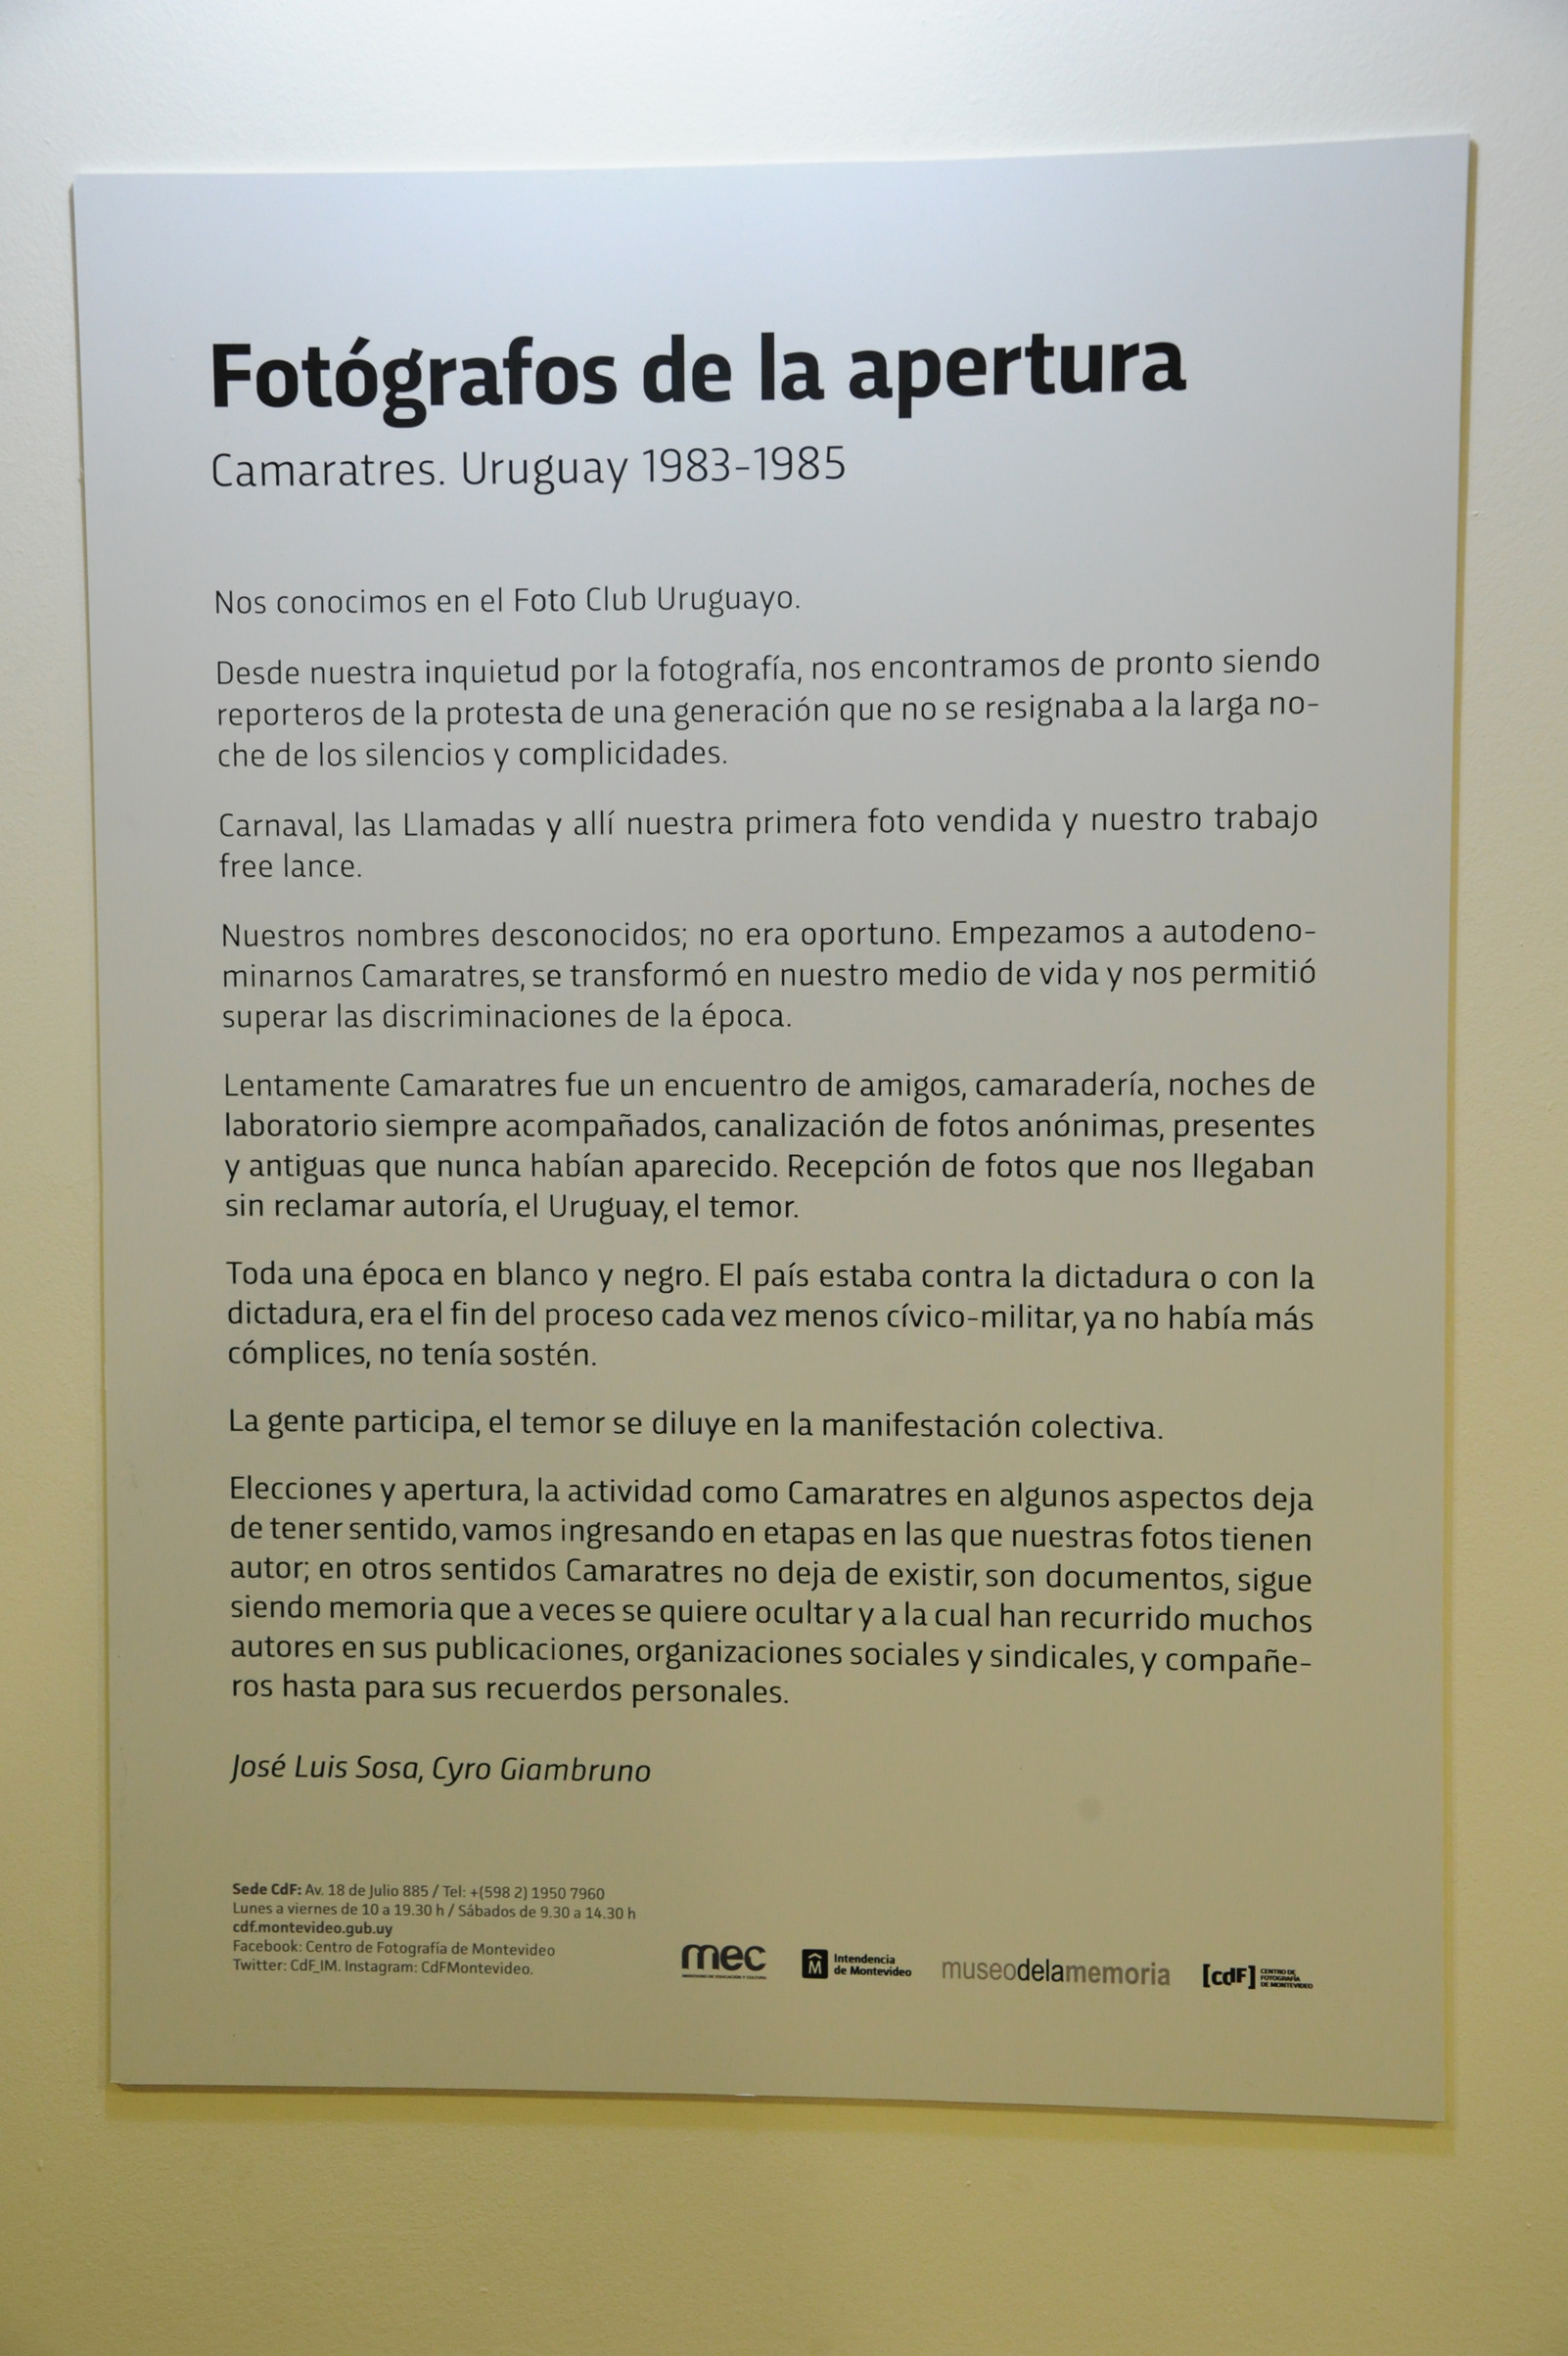 Fotógrafos de la apertura
Camaratres. Uruguay 1983-1985
Nos conocimos en el Foto Club Uruguayo.
Desde nuestra inquietud por la fotografía, nos encontramos de pronto siendo
reporteros de la protesta de una generación que no se resignaba a la larga no-
che de los silencios y complicidades.
Carnaval, las Llamadas y allí nuestra primera foto vendida y nuestro trabajo
free lance.
Nuestros nombres desconocidos; no era oportuno. Empezamos a autodeno-
minarnos Camaratres, se transformó en nuestro medio de vida y nos permitió
superar las discriminaciones de la época.
Lentamente Camaratres fue un encuentro de amigos, camaradería, noches de
laboratorio siempre acompañados, canalización de fotos anónimas, presentes
y antiguas que nunca habían aparecido. Recepción de fotos que nos llegaban
sin reclamar autoría, el Uruguay, el temor.
Toda una época en blanco y negro. El país estaba contra la dictadura o con la
dictadura, era el fin del proceso cada vez menos cívico-militar, ya no había más
cómplices, no tenía sostén.
La gente participa, el temor se diluye en la manifestación colectiva.
Elecciones y apertura, la actividad como Camaratres en algunos aspectos deja
de tener sentido, vamos ingresando en etapas en las que nuestras fotos tienen
autor; en otros sentidos Camaratres no deja de existir, son documentos, sigue
siendo memoria que a veces se quiere ocultar y a la cual han recurrido muchos
autores en sus publicaciones, organizaciones sociales y sindicales, y compañe-
ros hasta para sus recuerdos personales.
José Luis Sosa, Cyro Giambruno
Sede CdF: Av. 18 de Julio 885 / Tel: +(598 2) 1950 7960
Lunes a viernes de 10 a 19.30 h / Sábados de 9.30 a 14.30 h
cdf.montevideo.gub.uy
Facebook: Centro de Fotografía de Montevideo
Twitter: CdF_IM. Instagram: CdFMontevideo.
mec
MINISTERIO DE EDUCACIÓN Y CULTURA
M
Intendencia
de Montevideo
museodelamemoria
[cdF]
CENTRO DE
FOTOGRAFÍA
DE MONTEVIDEO